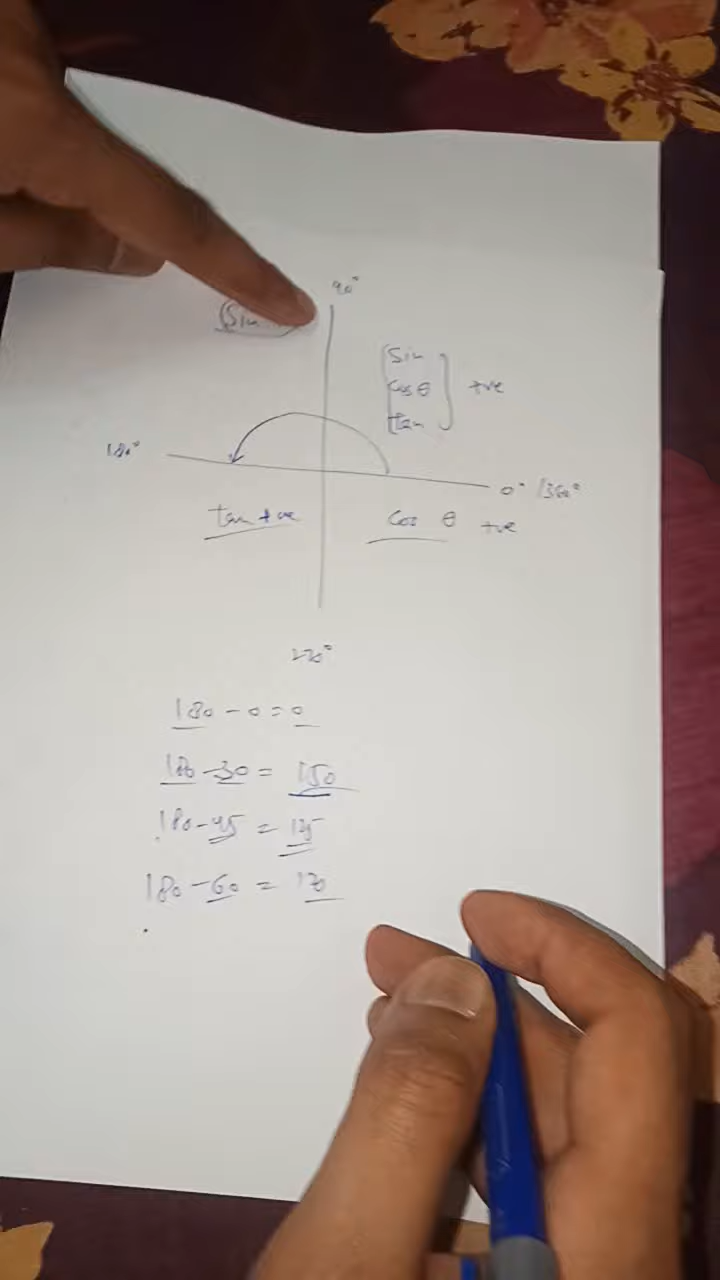 90°
Sin
Sin
Cos θ +ve
tan
180°
0° /360°
tan +ve
Cos θ +ve
270°
180 - 0 = 0
180 - 30 = 150
180 - 45 = 135
180 - 60 = 120